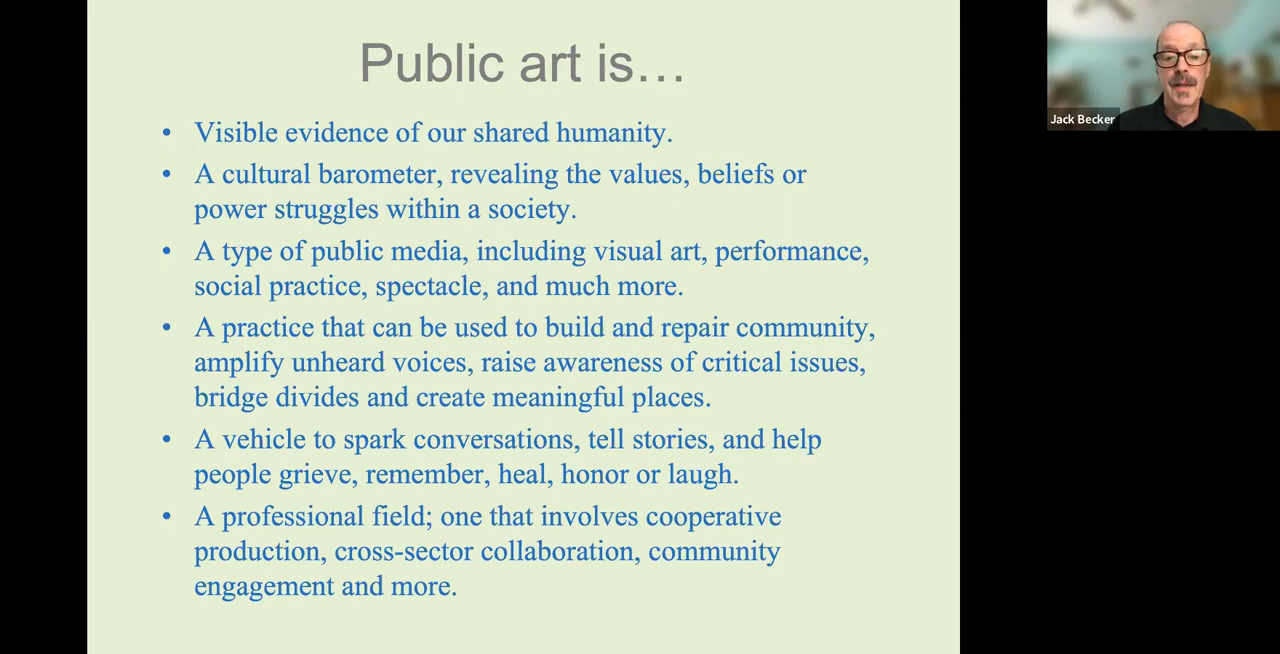 Public art is…
• Visible evidence of our shared humanity.
• A cultural barometer, revealing the values, beliefs or
power struggles within a society.
• A type of public media, including visual art, performance,
social practice, spectacle, and much more.
• A practice that can be used to build and repair community,
amplify unheard voices, raise awareness of critical issues,
bridge divides and create meaningful places.
• A vehicle to spark conversations, tell stories, and help
people grieve, remember, heal, honor or laugh.
• A professional field; one that involves cooperative
production, cross-sector collaboration, community
engagement and more.
Jack Becker